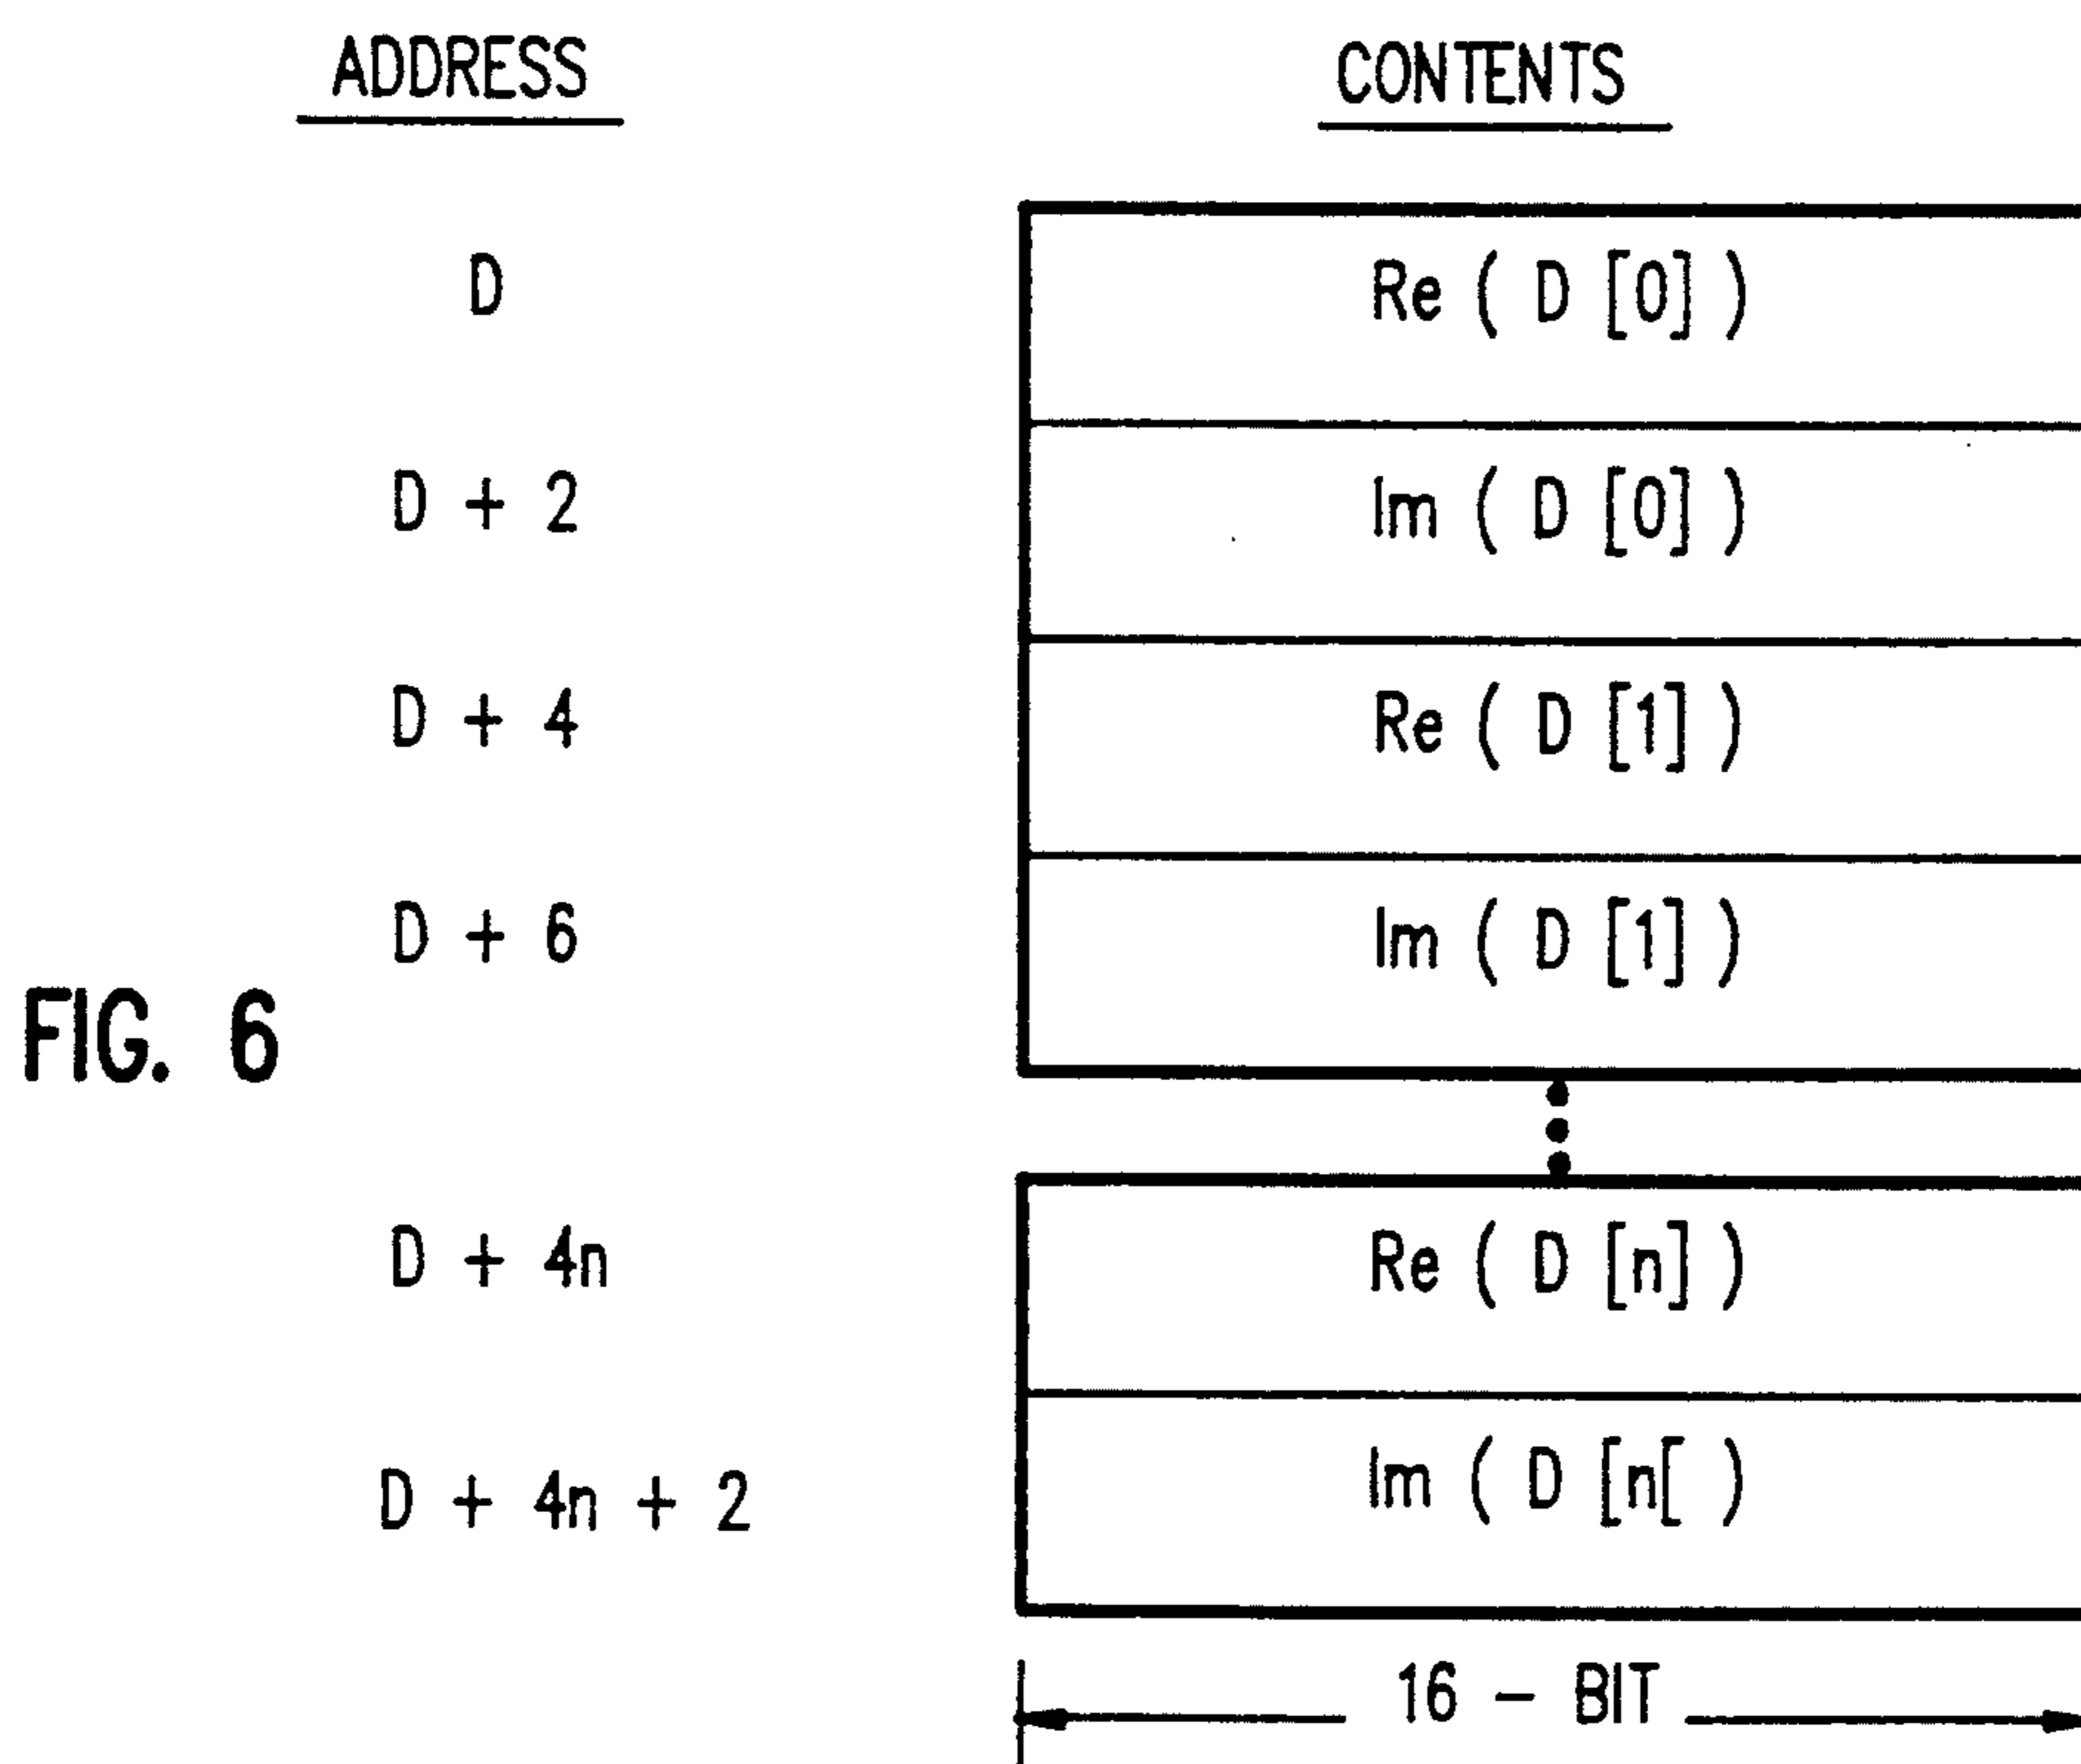 ADDRESS CONTENTS
D Re ( D [0] )
D + 2 Im ( D [0] )
D + 4 Re ( D [1] )
D + 6 Im ( D [1] )
FIG. 6
D + 4n Re ( D [n] )
D + 4n + 2 Im ( D [n[ )
16 – BIT